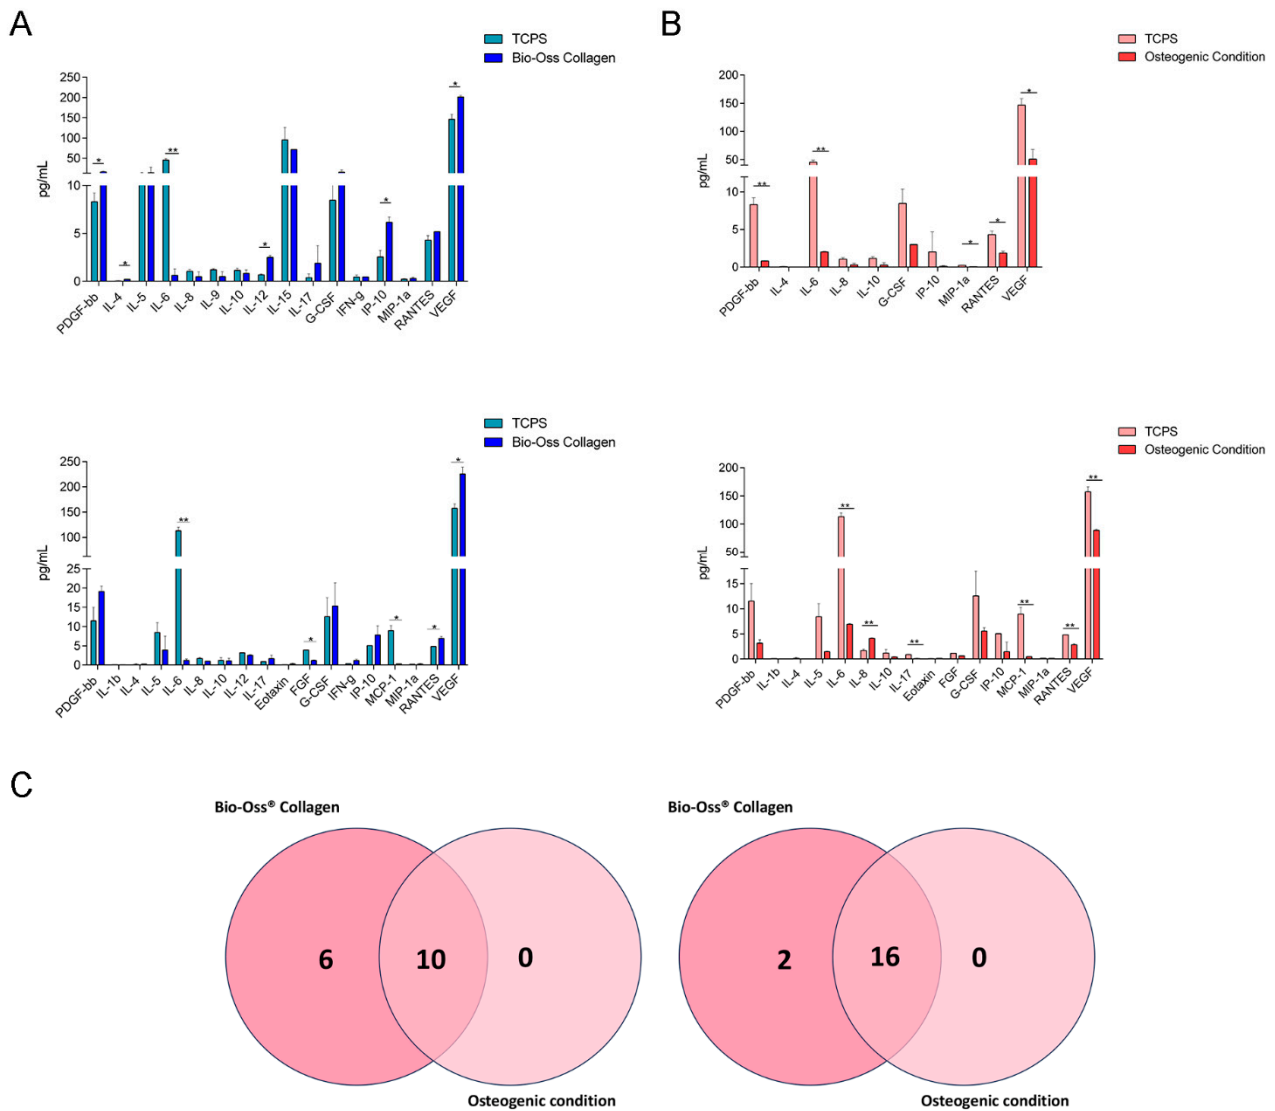 A
TCPS
Bio-Oss Collagen
250
200
150
100
50
10
5
0
pg/mL
* * ** * * *
PDGF-bb IL-4 IL-5 IL-6 IL-8 IL-9 IL-10 IL-12 IL-15 IL-17 G-CSF IFN-g IP-10 MIP-1a RANTES VEGF
B
TCPS
Osteogenic Condition
200
150
100
50
10
5
0
pg/mL
** ** * * *
PDGF-bb IL-4 IL-6 IL-8 IL-10 G-CSF IP-10 MIP-1a RANTES VEGF
TCPS
Bio-Oss Collagen
250
200
150
100
50
25
20
15
10
5
0
pg/mL
** * * * *
PDGF-bb IL-1b IL-4 IL-5 IL-6 IL-8 IL-10 IL-12 IL-17 Eotaxin FGF G-CSF IFN-g IP-10 MCP-1 MIP-1a RANTES VEGF
TCPS
Osteogenic Condition
200
150
100
50
15
10
5
0
pg/mL
** ** ** ** ** **
PDGF-bb IL-1b IL-4 IL-5 IL-6 IL-8 IL-10 IL-17 Eotaxin FGF G-CSF IP-10 MCP-1 MIP-1a RANTES VEGF
C
Bio-Oss® Collagen
6 10 0
Osteogenic condition
Bio-Oss® Collagen
2 16 0
Osteogenic condition